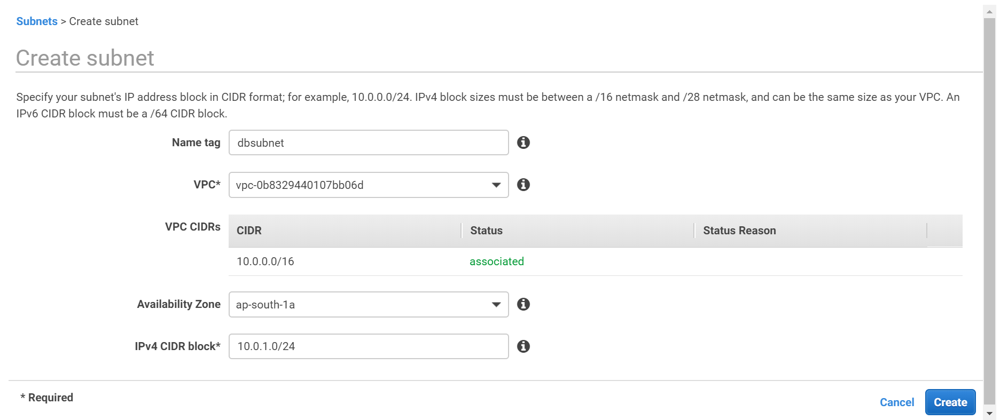 Subnets > Create subnet
Create subnet
Specify your subnet's IP address block in CIDR format; for example, 10.0.0.0/24. IPv4 block sizes must be between a /16 netmask and /28 netmask, and can be the same size as your VPC. An
IPv6 CIDR block must be a /64 CIDR block.
Name tag dbsubnet
VPC* vpc-0b8329440107bb06d
VPC CIDRs CIDR Status Status Reason
10.0.0.0/16 associated
Availability Zone ap-south-1a
IPv4 CIDR block* 10.0.1.0/24
* Required
Cancel Create